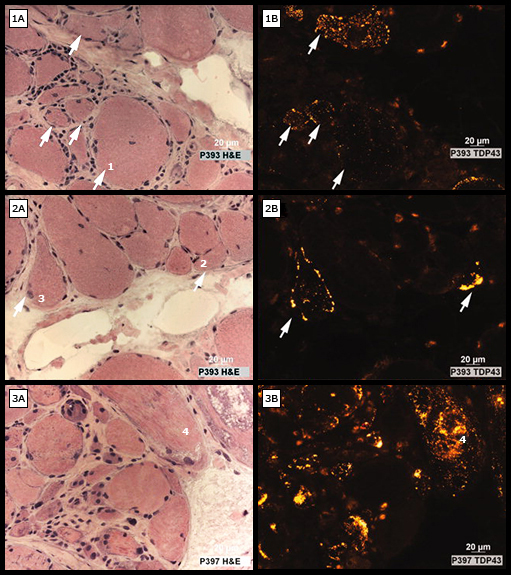 1A
1B
1
20 µm
P393 H&E
20 µm
P393 TDP43
2A
2B
2
3
20 µm
P393 H&E
20 µm
P393 TDP43
3A
3B
4
4
P397 H&E
20 µm
P397 TDP43